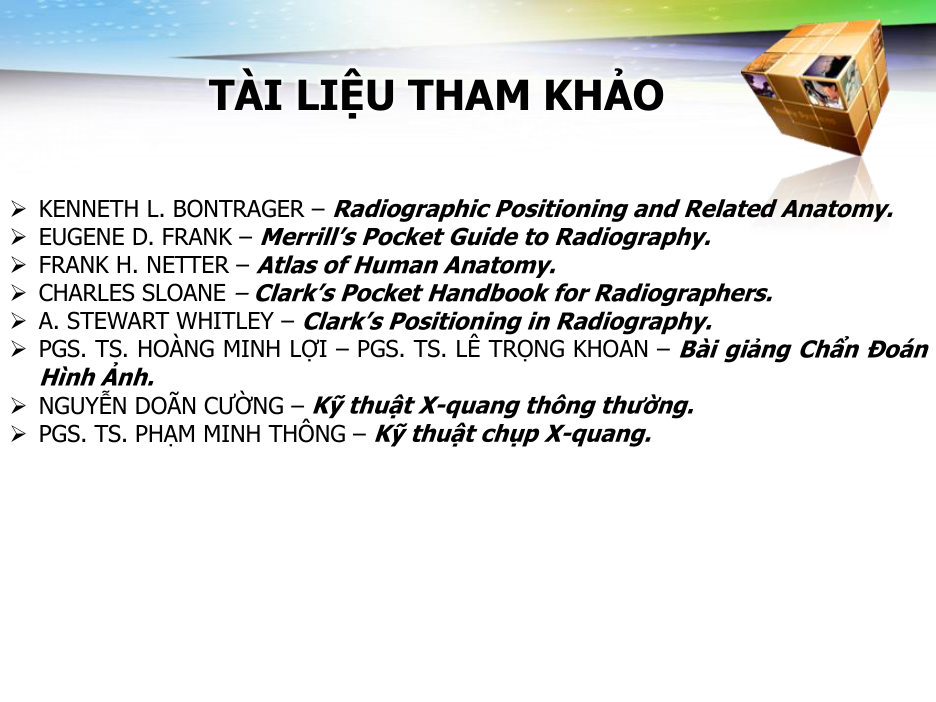 TÀI LIỆU THAM KHẢO
➢ KENNETH L. BONTRAGER – Radiographic Positioning and Related Anatomy.
➢ EUGENE D. FRANK – Merrill’s Pocket Guide to Radiography.
➢ FRANK H. NETTER – Atlas of Human Anatomy.
➢ CHARLES SLOANE – Clark’s Pocket Handbook for Radiographers.
➢ A. STEWART WHITLEY – Clark’s Positioning in Radiography.
➢ PGS. TS. HOÀNG MINH LỢI – PGS. TS. LÊ TRỌNG KHOAN – Bài giảng Chẩn Đoán
Hình Ảnh.
➢ NGUYỄN DOÃN CƯỜNG – Kỹ thuật X-quang thông thường.
➢ PGS. TS. PHẠM MINH THÔNG – Kỹ thuật chụp X-quang.